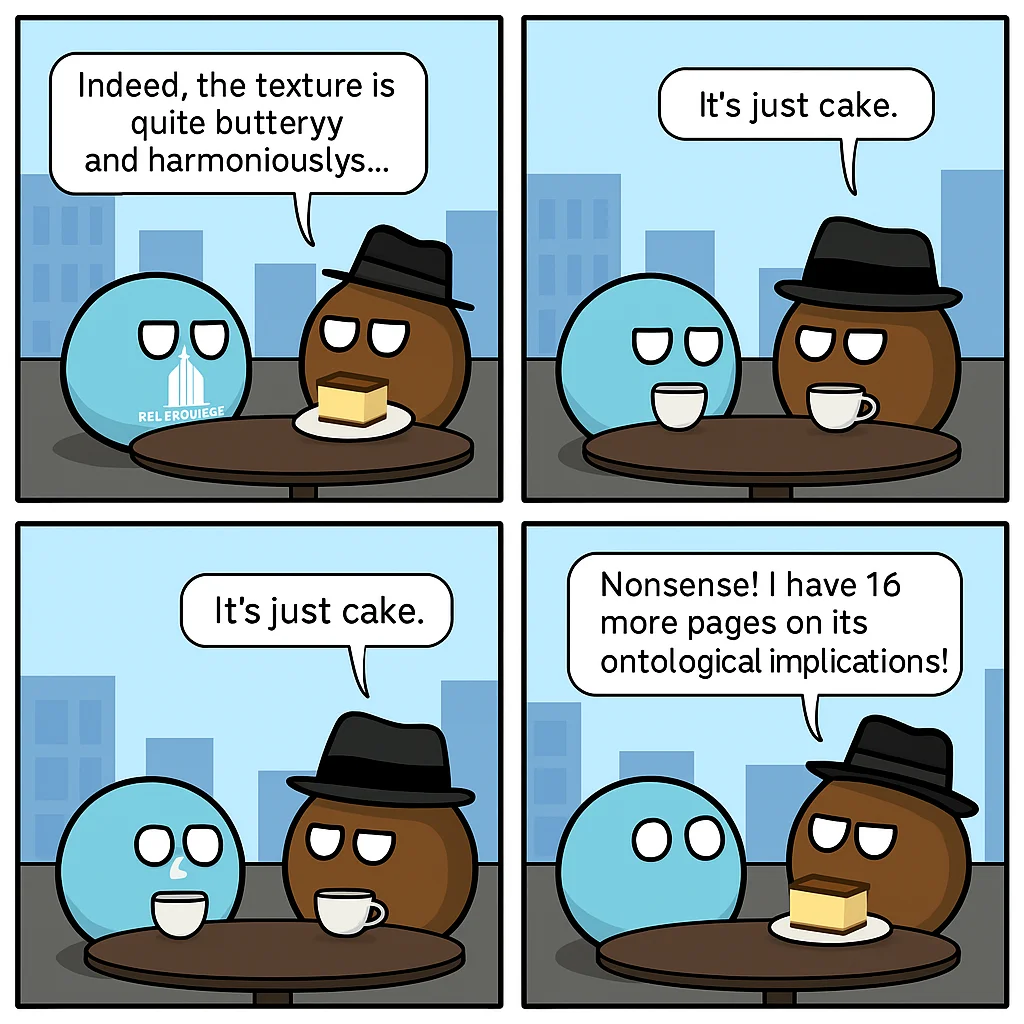 Indeed, the texture is
quite butteryy
and harmoniouslys...
REL EROUIEGE
It's just cake.
It's just cake.
Nonsense! I have 16
more pages on its
ontological implications!